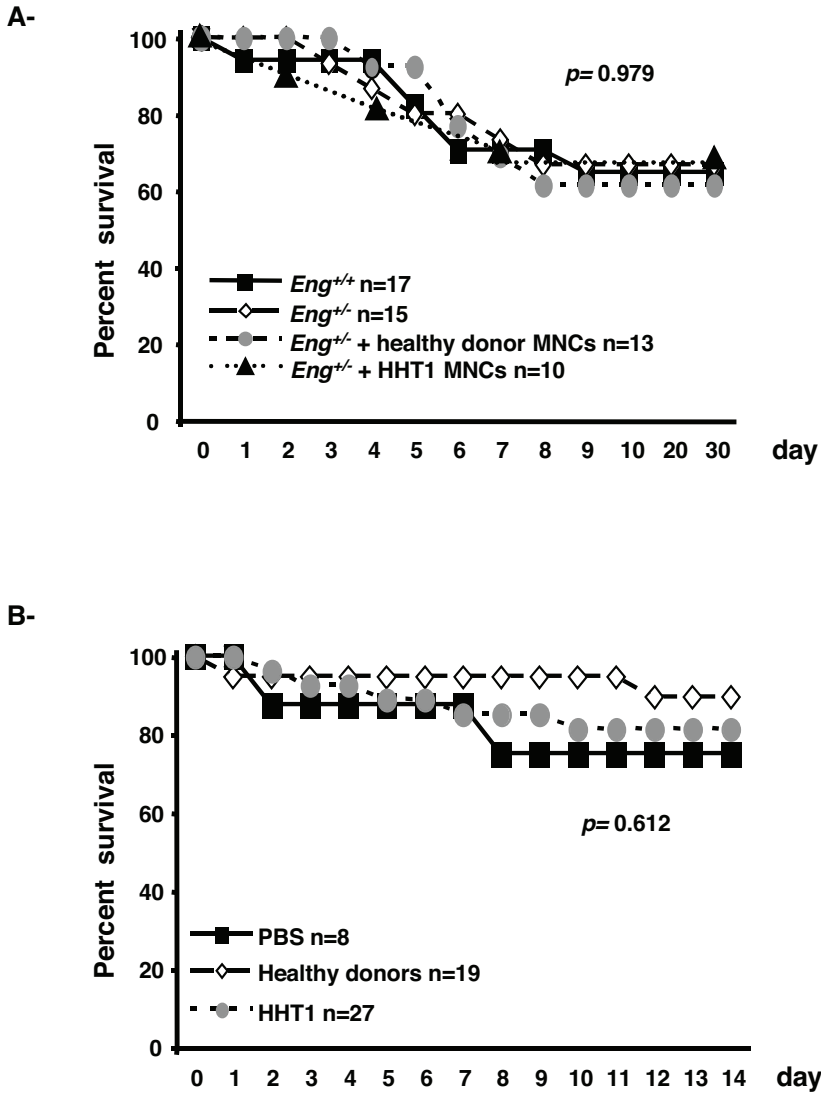 A-
100
80
60
40
20
0
Percent survival
p= 0.979
Eng+/+ n=17
Eng+/- n=15
Eng+/- + healthy donor MNCs n=13
Eng+/- + HHT1 MNCs n=10
0 1 2 3 4 5 6 7 8 9 10 20 30 day
B-
100
80
60
40
20
0
Percent survival
p= 0.612
PBS n=8
Healthy donors n=19
HHT1 n=27
0 1 2 3 4 5 6 7 8 9 10 11 12 13 14 day